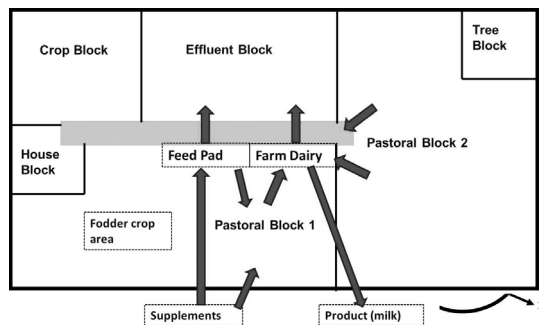 Crop Block
Effluent Block
Tree
Block
House
Block
Feed Pad
Farm Dairy
Pastoral Block 2
Fodder crop
area
Pastoral Block 1
Supplements
Product (milk)